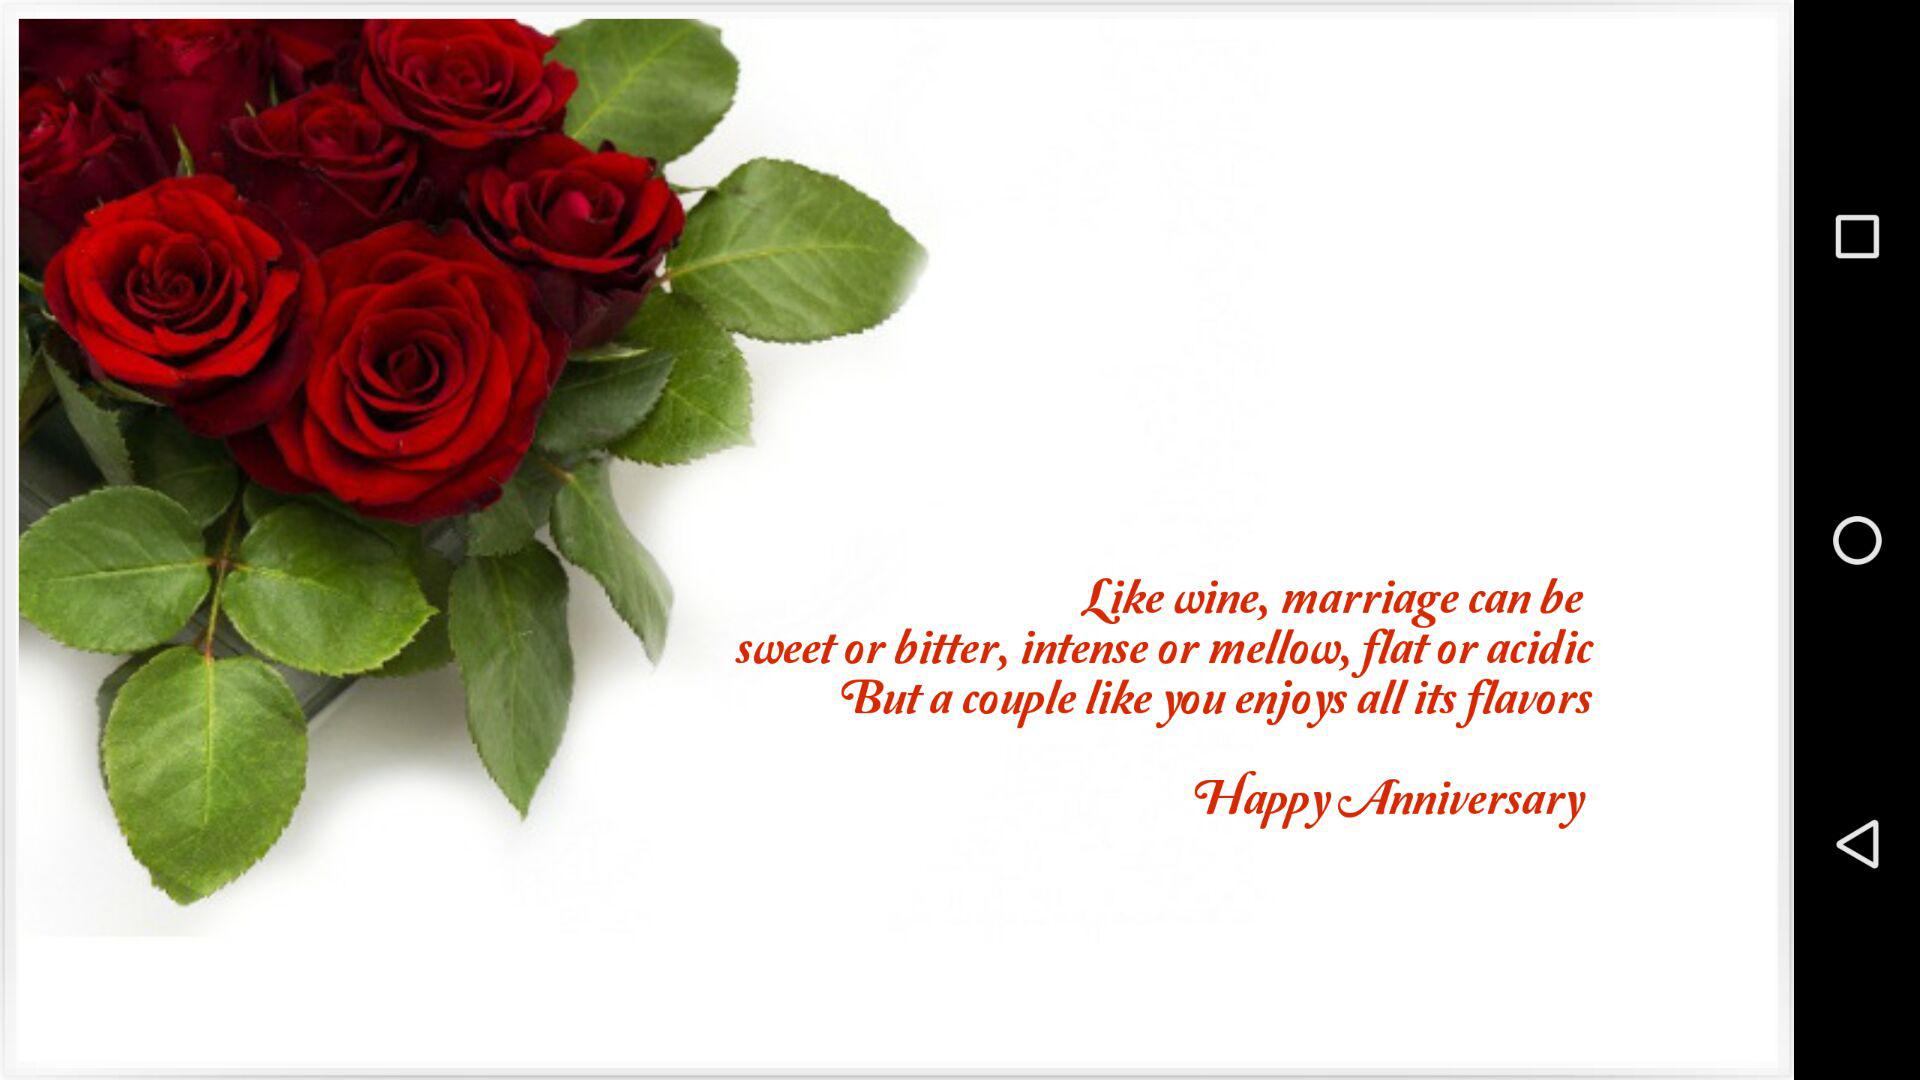 Like wine, marriage can be
sweet or bitter, intense or mellow, flat or acidic
But a couple like you enjoys all its flavors
Happy Anniversary